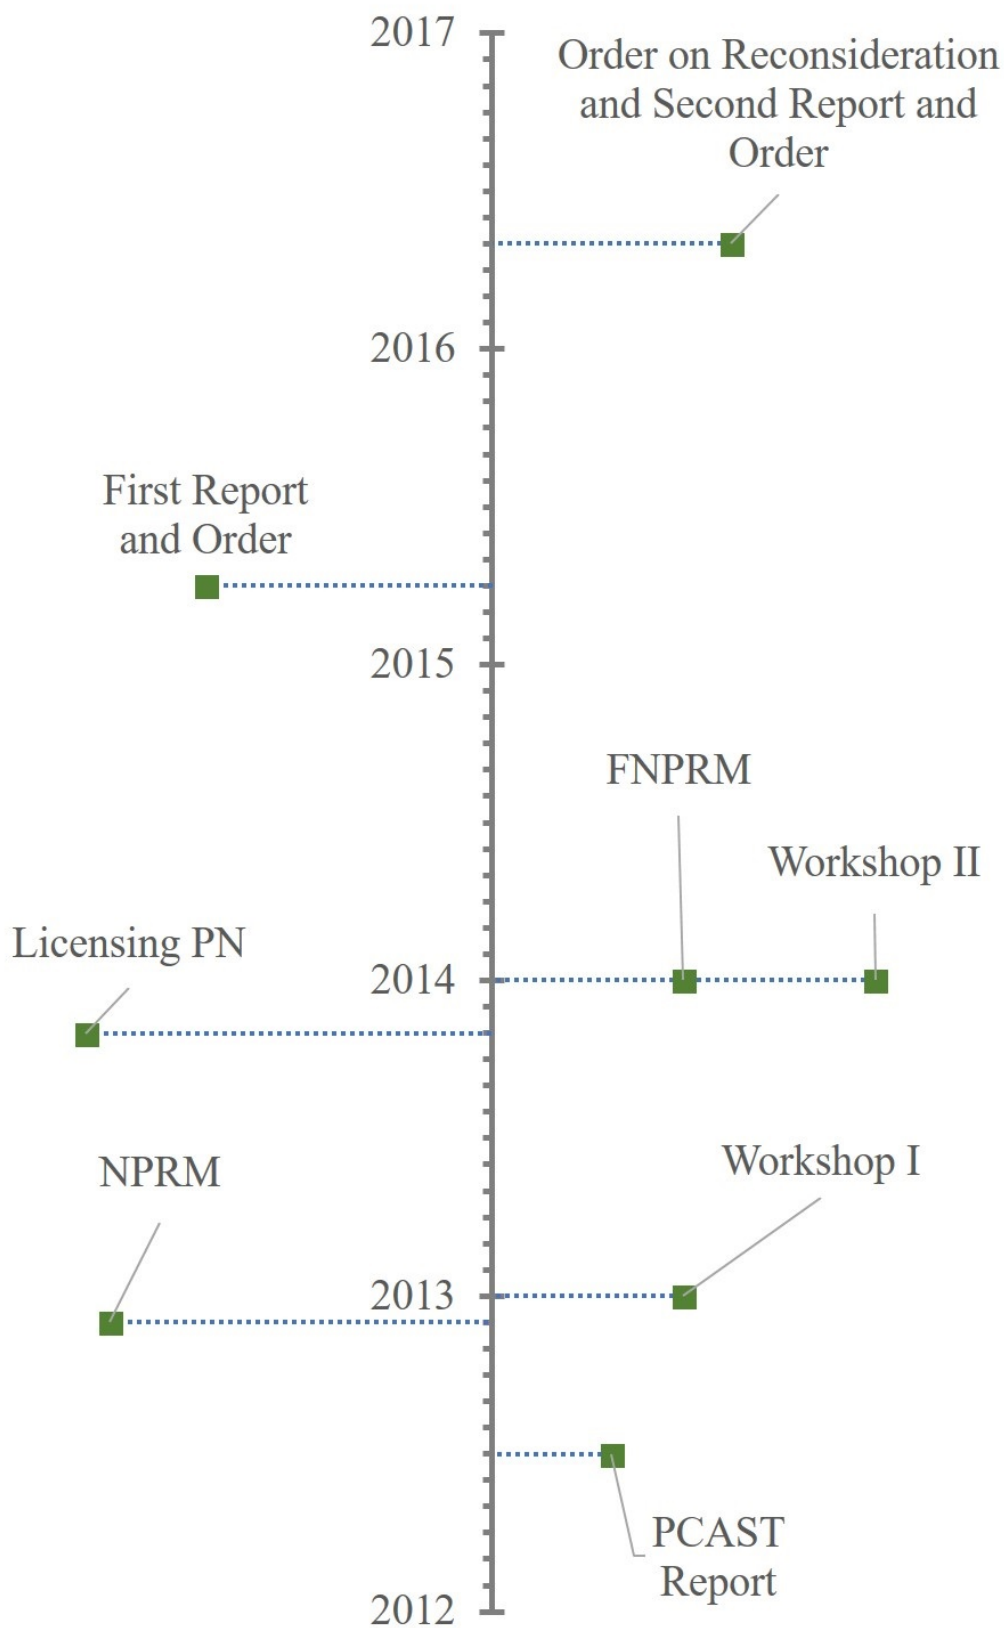 2017
Order on Reconsideration
and Second Report and
Order
2016
First Report
and Order
2015
FNPRM
Workshop II
Licensing PN
2014
NPRM
Workshop I
2013
PCAST
Report
2012